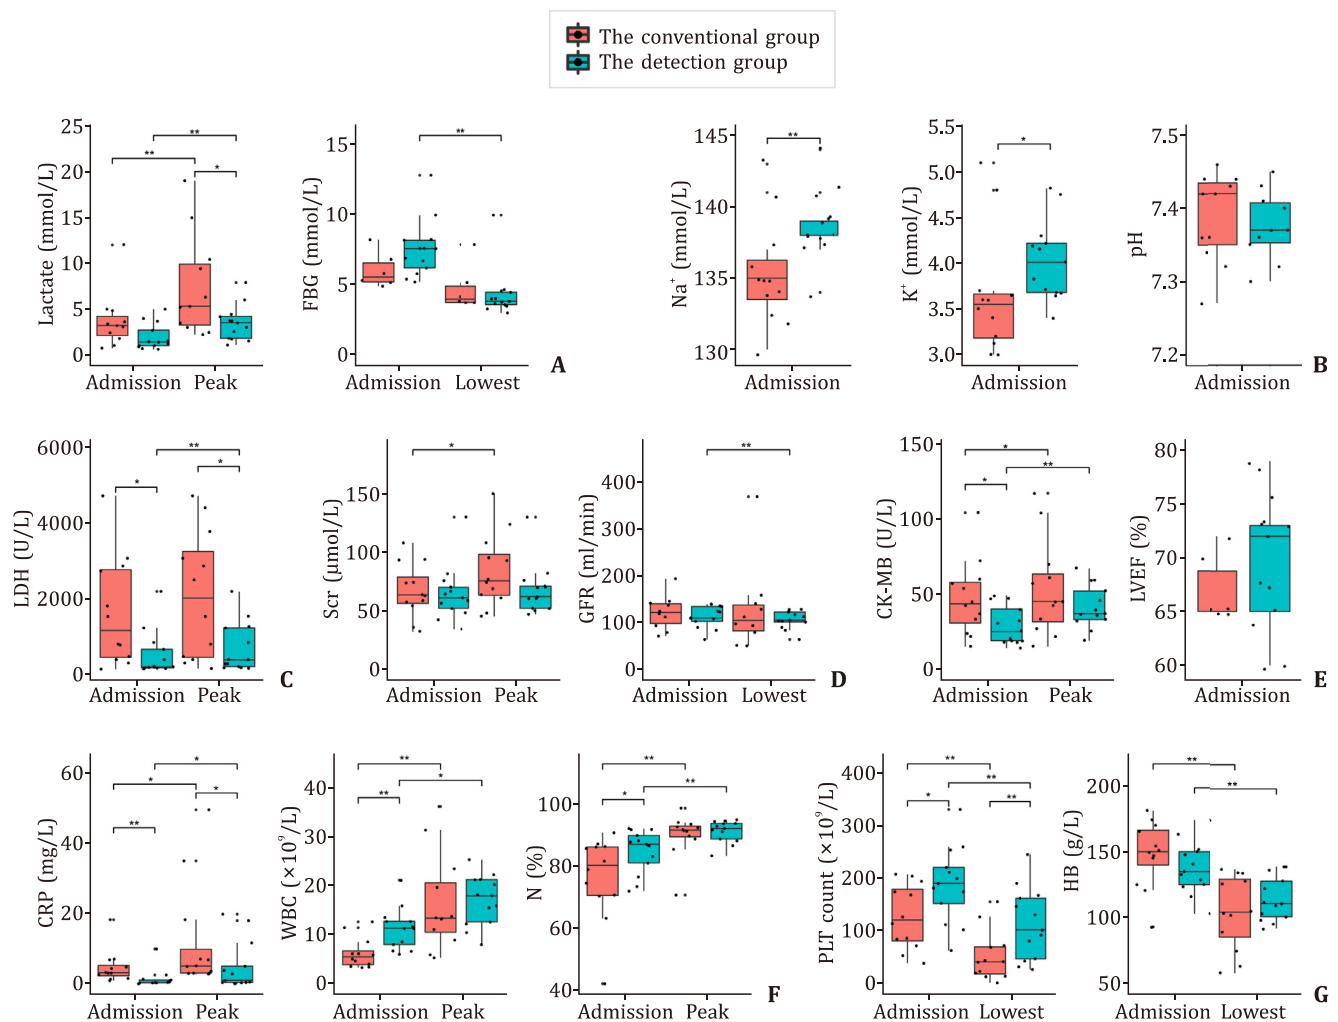 The conventional group
The detection group
Lactate (mmol/L)
25
20
15
10
5
0
**
**
*
Admission Peak
FBG (mmol/L)
15
10
5
0
**
Admission Lowest
A
Na+ (mmol/L)
145
140
135
130
**
Admission
K+ (mmol/L)
5.5
5.0
4.5
4.0
3.5
3.0
*
Admission
pH
7.5
7.4
7.3
7.2
Admission
B
LDH (U/L)
6000
4000
2000
0
**
*
*
Admission Peak
C
Scr (μmol/L)
150
100
50
0
*
Admission Peak
GFR (ml/min)
400
300
200
100
0
**
Admission Lowest
D
CK-MB (U/L)
150
100
50
0
*
**
*
Admission Peak
LVEF (%)
80
75
70
65
60
Admission
E
CRP (mg/L)
60
40
20
0
*
*
*
**
Admission Peak
WBC (×10⁹/L)
40
30
20
10
0
**
*
**
Admission Peak
N (%)
100
80
60
40
**
**
*
Admission Peak
F
PLT count (×10⁹/L)
400
300
200
100
0
**
**
*
**
Admission Lowest
HB (g/L)
200
150
100
50
**
**
Admission Lowest
G